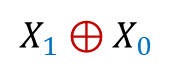 X₁ ⊕ X₀